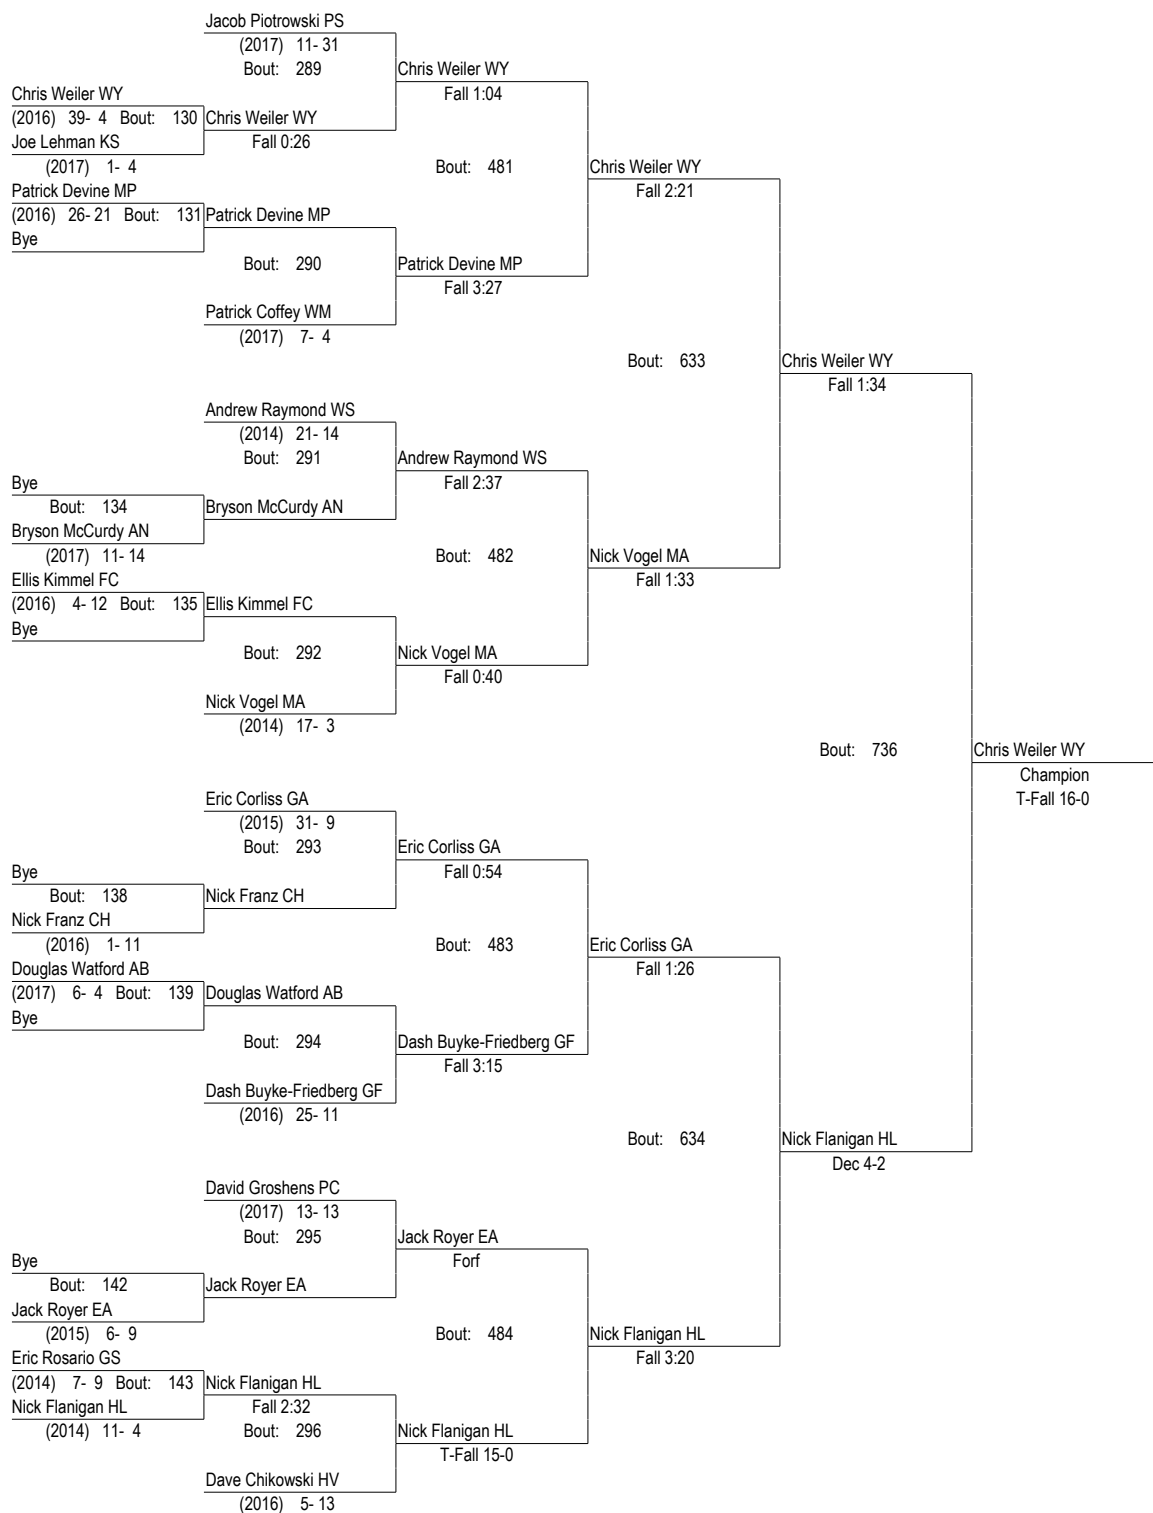 Jacob Piotrowski PS
(2017) 11- 31
Bout: 289
Chris Weiler WY
Fall 1:04
Chris Weiler WY
(2016) 39- 4 Bout: 130
Chris Weiler WY
Joe Lehman KS
Fall 0:26
(2017) 1- 4
Bout: 481
Chris Weiler WY
Patrick Devine MP
Fall 2:21
(2016) 26- 21 Bout: 131
Patrick Devine MP
Bye
Bout: 290
Patrick Devine MP
Fall 3:27
Patrick Coffey WM
(2017) 7- 4
Bout: 633
Chris Weiler WY
Fall 1:34
Andrew Raymond WS
(2014) 21- 14
Bout: 291
Andrew Raymond WS
Bye
Fall 2:37
Bout: 134
Bryson McCurdy AN
Bryson McCurdy AN
(2017) 11- 14
Bout: 482
Nick Vogel MA
Ellis Kimmel FC
Fall 1:33
(2016) 4- 12 Bout: 135
Ellis Kimmel FC
Bye
Bout: 292
Nick Vogel MA
Fall 0:40
Nick Vogel MA
(2014) 17- 3
Bout: 736
Chris Weiler WY
Champion
T-Fall 16-0
Eric Corliss GA
(2015) 31- 9
Bout: 293
Eric Corliss GA
Bye
Fall 0:54
Bout: 138
Nick Franz CH
Nick Franz CH
(2016) 1- 11
Bout: 483
Eric Corliss GA
Douglas Watford AB
Fall 1:26
(2017) 6- 4 Bout: 139
Douglas Watford AB
Bye
Bout: 294
Dash Buyke-Friedberg GF
Fall 3:15
Dash Buyke-Friedberg GF
(2016) 25- 11
Bout: 634
Nick Flanigan HL
Dec 4-2
David Groshens PC
(2017) 13- 13
Bout: 295
Jack Royer EA
Bye
Forf
Bout: 142
Jack Royer EA
Jack Royer EA
(2015) 6- 9
Bout: 484
Nick Flanigan HL
Eric Rosario GS
Fall 3:20
(2014) 7- 9 Bout: 143
Nick Flanigan HL
Nick Flanigan HL
Fall 2:32
(2014) 11- 4
Bout: 296
Nick Flanigan HL
T-Fall 15-0
Dave Chikowski HV
(2016) 5- 13